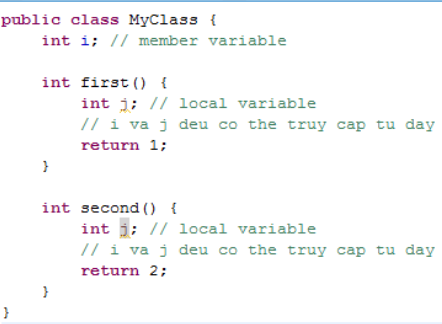 public class MyClass {
int i; // member variable
int first() {
int j; // local variable
// i va j deu co the truy cap tu day
return 1;
}
int second() {
int j; // local variable
// i va j deu co the truy cap tu day
return 2;
}
}